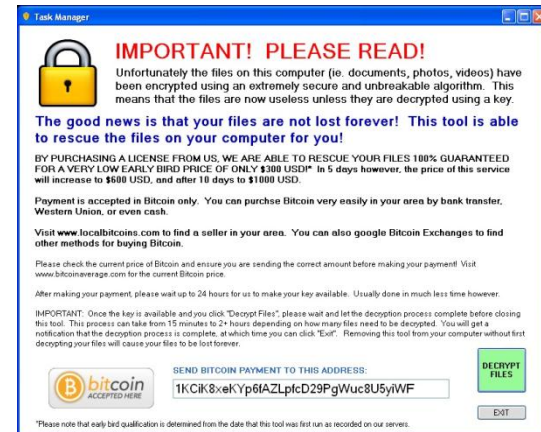 Task Manager
IMPORTANT! PLEASE READ!
Unfortunately the files on this computer (ie. documents, photos, videos) have
been encrypted using an extremely secure and unbreakable algorithm. This
means that the files are now useless unless they are decrypted using a key.
The good news is that your files are not lost forever! This tool is able
to rescue the files on your computer for you!
BY PURCHASING A LICENSE FROM US, WE ARE ABLE TO RESCUE YOUR FILES 100% GUARANTEED
FOR A VERY LOW EARLY BIRD PRICE OF ONLY $300 USD!* In 5 days however, the price of this service
will increase to $600 USD, and after 10 days to $1000 USD.
Payment is accepted in Bitcoin only. You can purchse Bitcoin very easily in your area by bank transfer,
Western Union, or even cash.
Visit www.localbitcoins.com to find a seller in your area. You can also google Bitcoin Exchanges to find
other methods for buying Bitcoin.
Please check the current price of Bitcoin and ensure you are sending the correct amount before making your payment! Visit
www.bitcoinaverage.com for the current Bitcoin price.
After making your payment, please wait up to 24 hours for us to make your key available. Usually done in much less time however.
IMPORTANT: Once the key is available and you click "Decrypt Files", please wait and let the decryption process complete before closing
this tool. This process can take from 15 minutes to 2+ hours depending on how many files need to be decrypted. You will get a
notification that the decryption process is complete, at which time you can click "Exit". Removing this tool from your computer without first
decrypting your files will cause your files to be lost forever.
bitcoin
ACCEPTED HERE
SEND BITCOIN PAYMENT TO THIS ADDRESS:
1KCiK8xeKYp6fAZLpfcD29PgWuc8U5yiWF
DECRYPT
FILES
EXIT
*Please note that early bird qualification is determined from the date that this tool was first run as recorded on our servers.